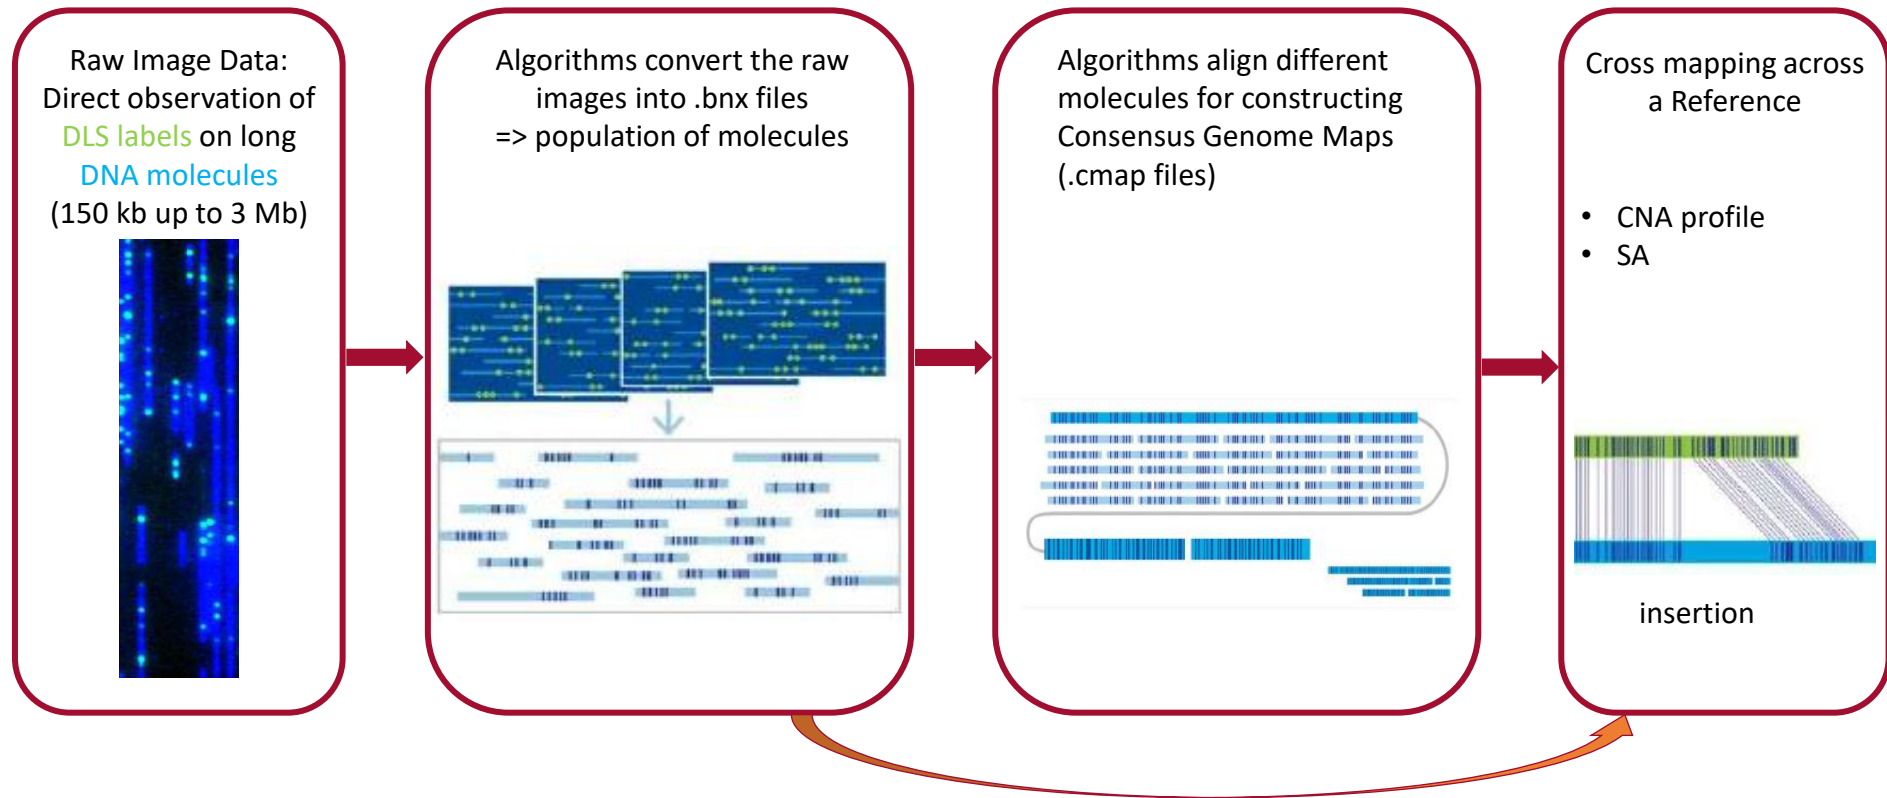 Raw Image Data:
Direct observation of
DLS labels on long
DNA molecules
(150 kb up to 3 Mb)
Algorithms convert the raw
images into .bnx files
=> population of molecules
Algorithms align different
molecules for constructing
Consensus Genome Maps
(.cmap files)
Cross mapping across
a Reference
• CNA profile
• SA
insertion